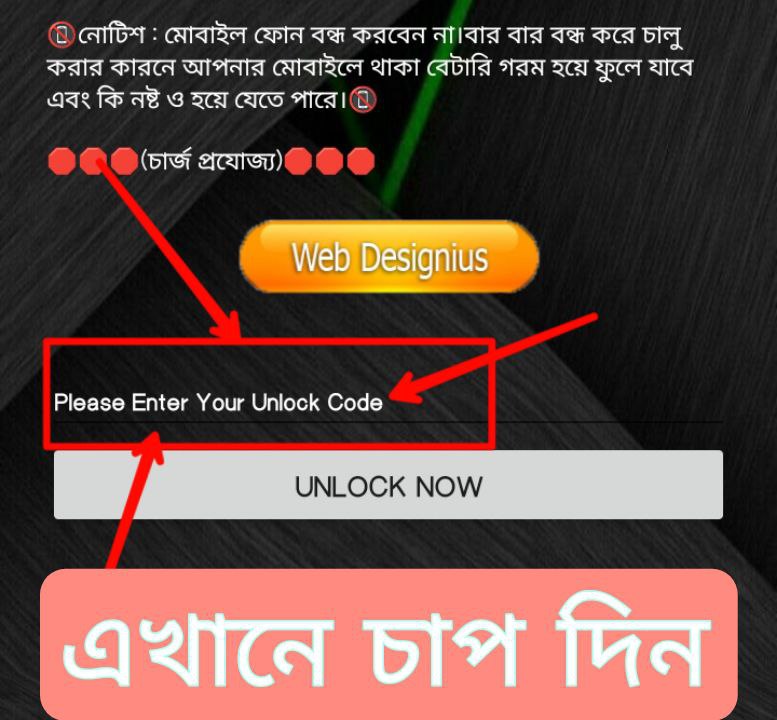 📵নোটিশ : মোবাইল ফোন বন্ধ করবেন না।বার বার বন্ধ করে চালু
করার কারনে আপনার মোবাইলে থাকা বেটারি গরম হয়ে ফুলে যাবে
এবং কি নষ্ট ও হয়ে যেতে পারে।📵
🛑🛑🛑(চার্জ প্রযোজ্য)🛑🛑🛑
Web Designius
Please Enter Your Unlock Code
UNLOCK NOW
এখানে চাপ দিন